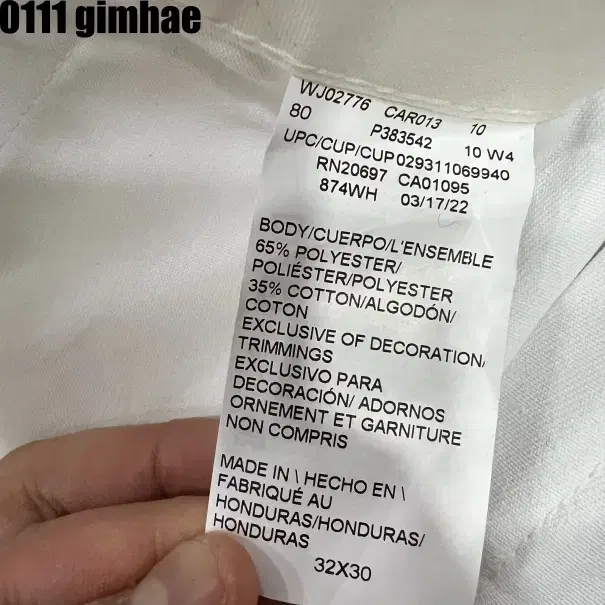 0111 gimhae
WJ02776 CAR013 10
80 P383542 10 W4
UPC/CUP/CUP029311069940
RN20697 CA01095
874WH 03/17/22
BODY/CUERPO/L'ENSEMBLE
65% POLYESTER/
POLIÉSTER/POLYESTER
35% COTTON/ALGODÓN/
COTON
EXCLUSIVE OF DECORATION/
TRIMMINGS
EXCLUSIVO PARA
DECORACIÓN/ ADORNOS
ORNEMENT ET GARNITURE
NON COMPRIS
MADE IN \ HECHO EN \
FABRIQUÉ AU
HONDURAS/HONDURAS/
HONDURAS
32X30